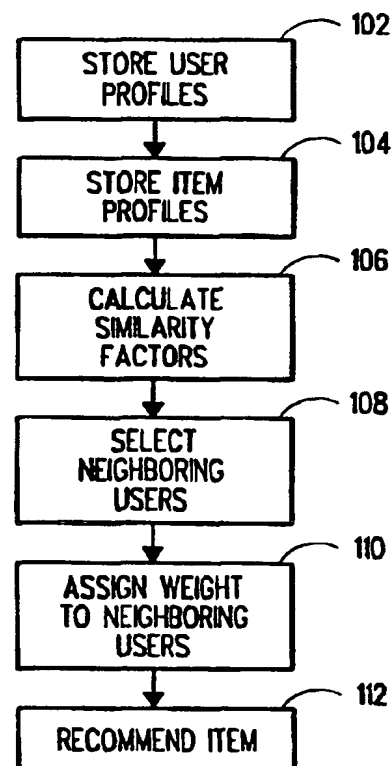 102
STORE USER
PROFILES
104
STORE ITEM
PROFILES
106
CALCULATE
SIMILARITY
FACTORS
108
SELECT
NEIGHBORING
USERS
110
ASSIGN WEIGHT
TO NEIGHBORING
USERS
112
RECOMMEND ITEM